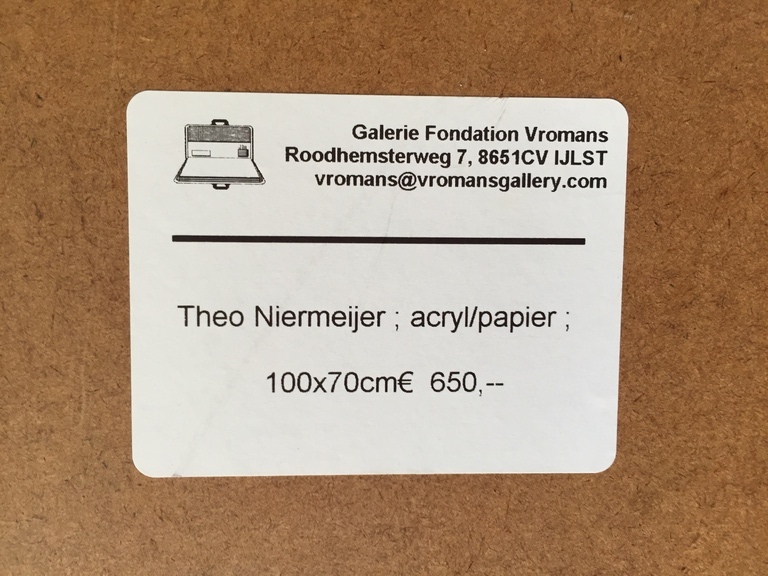 Galerie Fondation Vromans
Roodhemsterweg 7, 8651CV IJLST
vromans@vromansgallery.com
Theo Niermeijer ; acryl/papier ;
100x70cm€ 650,--